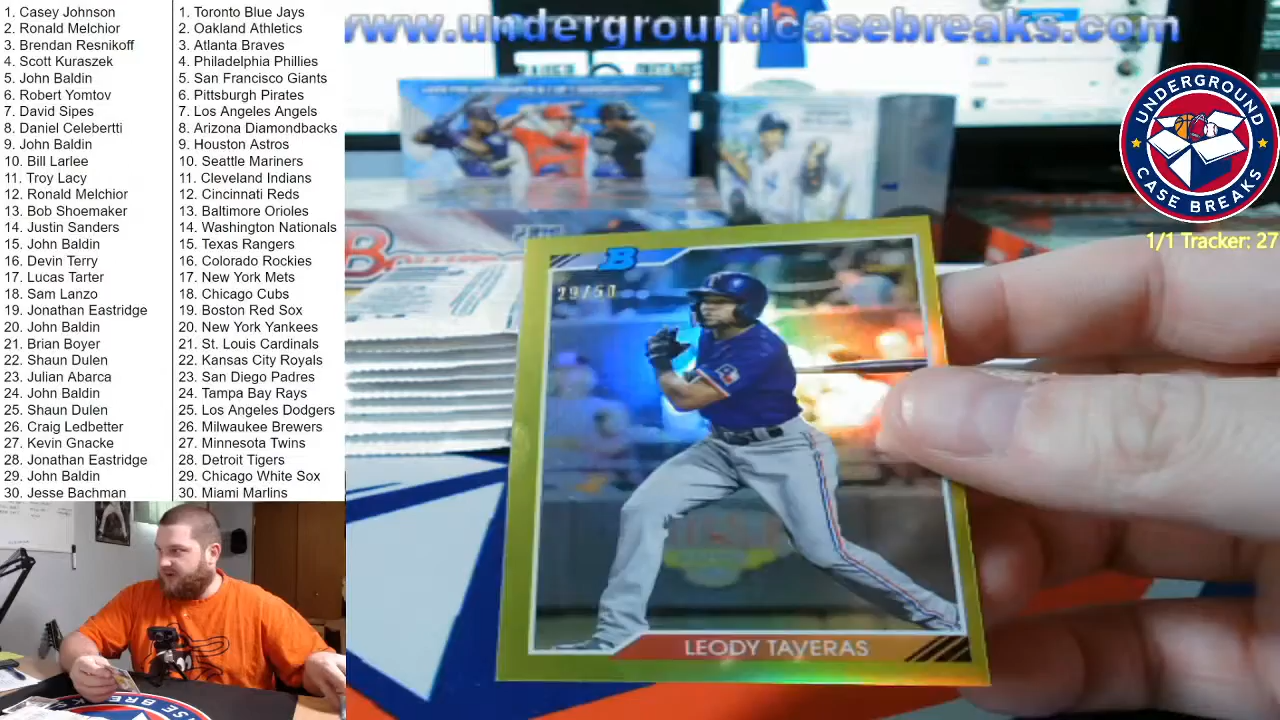 1. Casey Johnson
2. Ronald Melchior
3. Brendan Resnikoff
4. Scott Kuraszek
5. John Baldin
6. Robert Yomtov
7. David Sipes
8. Daniel Celebertti
9. John Baldin
10. Bill Larlee
11. Troy Lacy
12. Ronald Melchior
13. Bob Shoemaker
14. Justin Sanders
15. John Baldin
16. Devin Terry
17. Lucas Tarter
18. Sam Lanzo
19. Jonathan Eastridge
20. John Baldin
21. Brian Boyer
22. Shaun Dulen
23. Julian Abarca
24. John Baldin
25. Shaun Dulen
26. Craig Ledbetter
27. Kevin Gnacke
28. Jonathan Eastridge
29. John Baldin
30. Jesse Bachman
1. Toronto Blue Jays
2. Oakland Athletics
3. Atlanta Braves
4. Philadelphia Phillies
5. San Francisco Giants
6. Pittsburgh Pirates
7. Los Angeles Angels
8. Arizona Diamondbacks
9. Houston Astros
10. Seattle Mariners
11. Cleveland Indians
12. Cincinnati Reds
13. Baltimore Orioles
14. Washington Nationals
15. Texas Rangers
16. Colorado Rockies
17. New York Mets
18. Chicago Cubs
19. Boston Red Sox
20. New York Yankees
21. St. Louis Cardinals
22. Kansas City Royals
23. San Diego Padres
24. Tampa Bay Rays
25. Los Angeles Dodgers
26. Milwaukee Brewers
27. Minnesota Twins
28. Detroit Tigers
29. Chicago White Sox
30. Miami Marlins
www.undergroundcasebreaks.com
UNDERGROUND
CASE BREAKS
1/1 Tracker: 27
B
29/50
LEODY TAVERAS